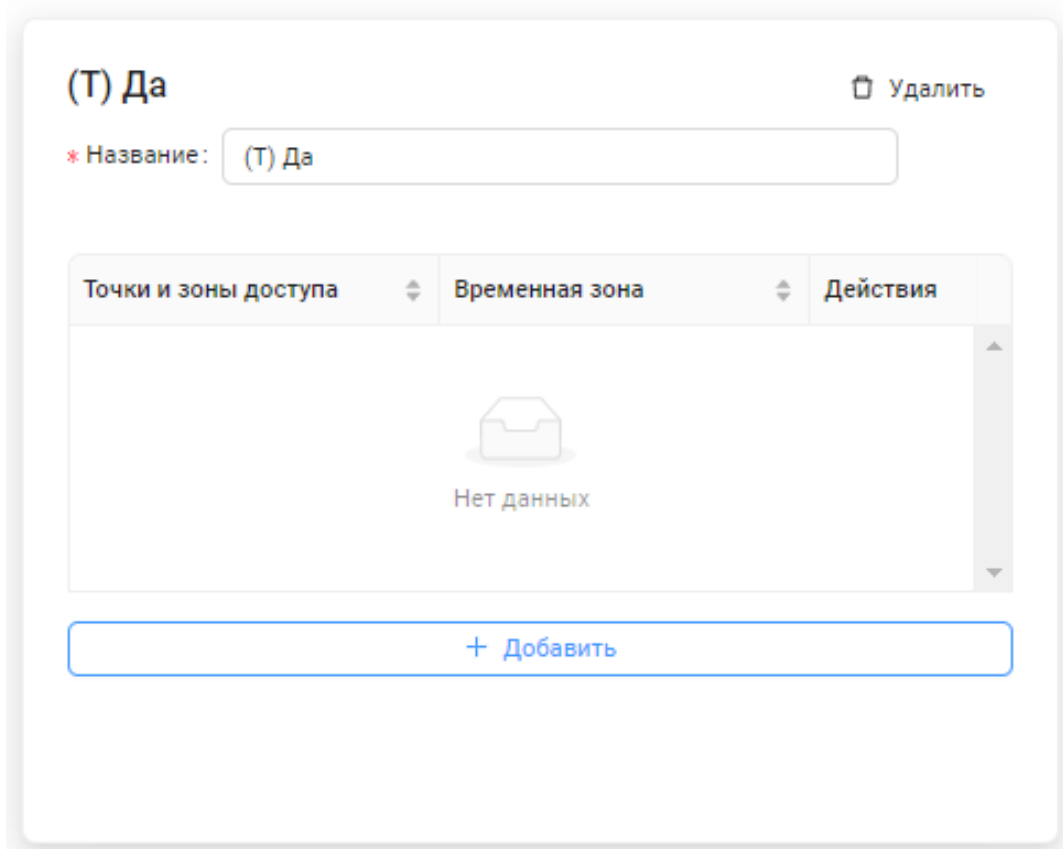 (Т) Да
Удалить
* Название: (Т) Да
Точки и зоны доступа Временная зона Действия
Нет данных
+ Добавить